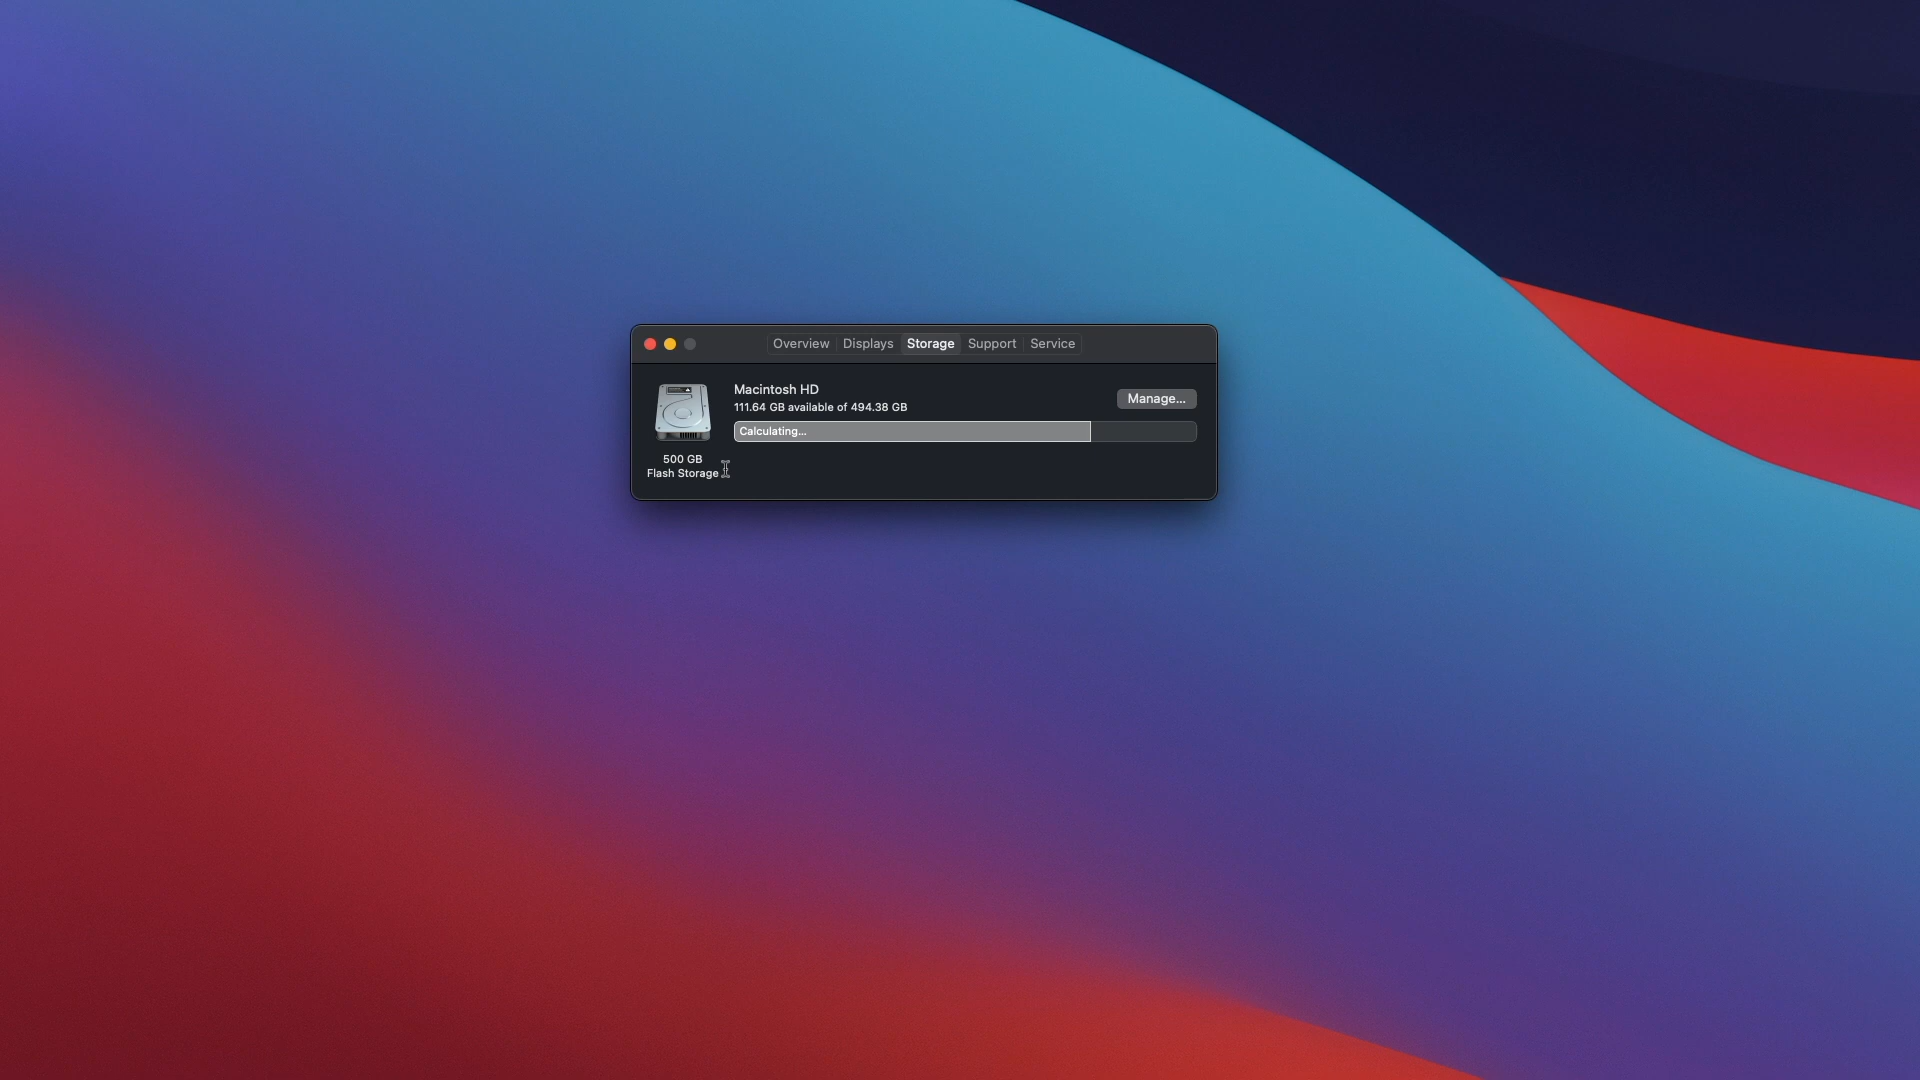 Overview Displays Storage Support Service
Macintosh HD
111.64 GB available of 494.38 GB
Manage...
Calculating...
500 GB
Flash Storage